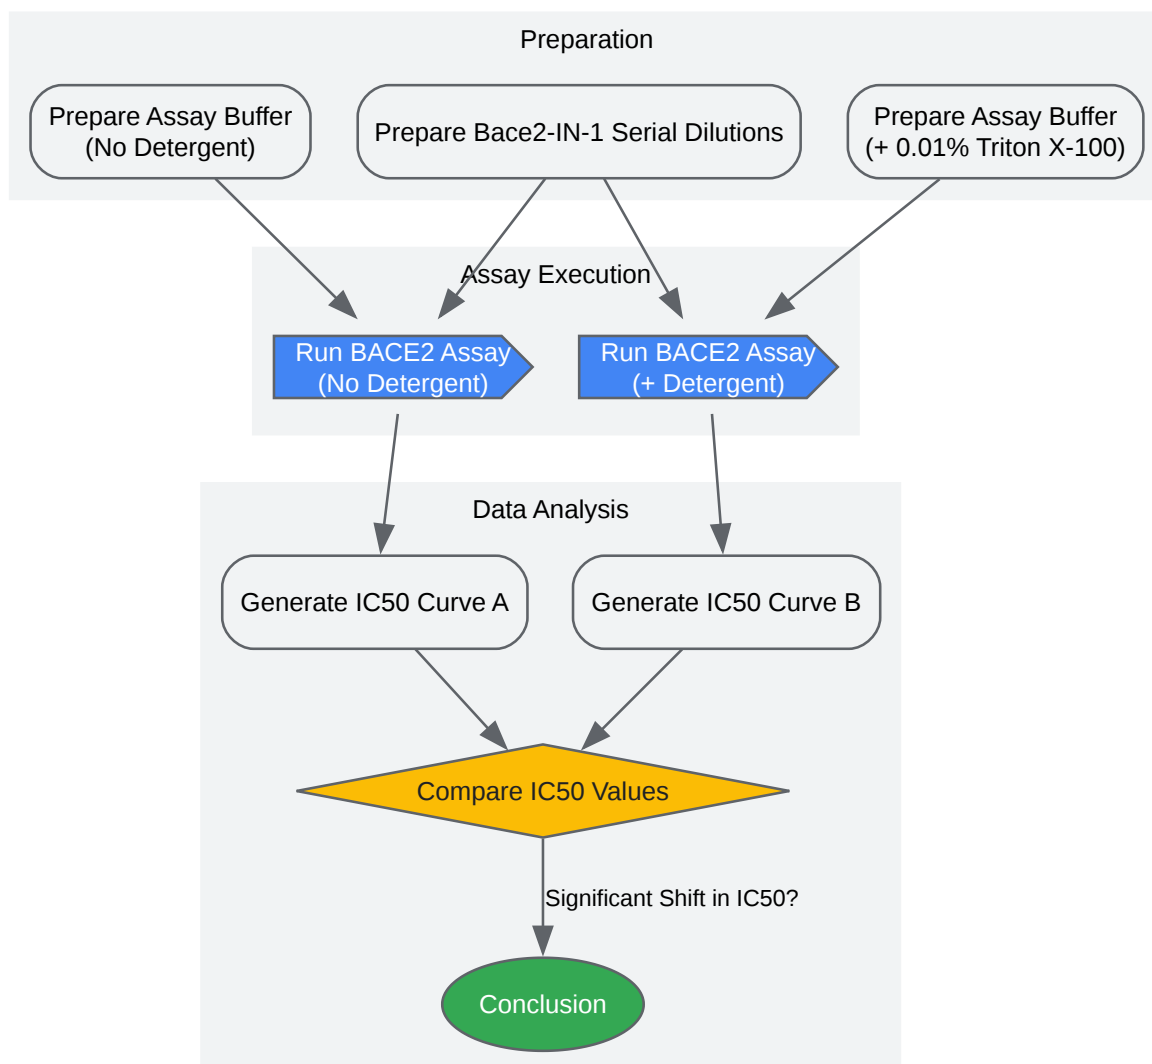 Preparation
Prepare Assay Buffer
(No Detergent)
Prepare Bace2-IN-1 Serial Dilutions
Prepare Assay Buffer
(+ 0.01% Triton X-100)
Assay Execution
Run BACE2 Assay
(No Detergent)
Run BACE2 Assay
(+ Detergent)
Data Analysis
Generate IC50 Curve A
Generate IC50 Curve B
Compare IC50 Values
Significant Shift in IC50?
Conclusion